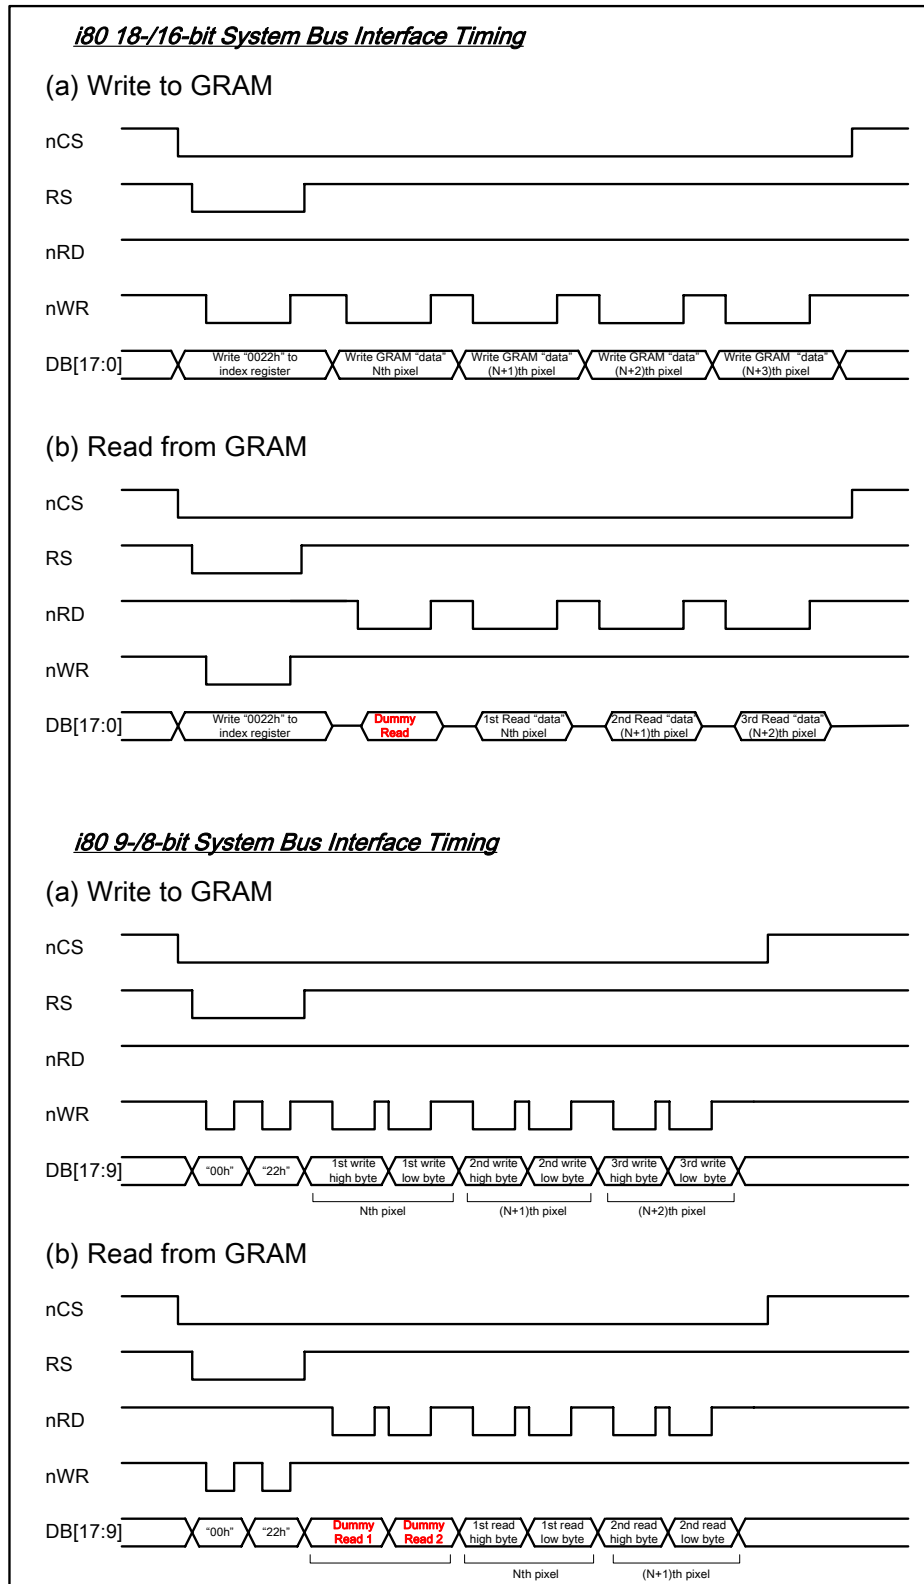 i80 18-/16-bit System Bus Interface Timing
(a) Write to GRAM
nCS
RS
nRD
nWR
DB[17:0]
Write “0022h” to
index register
Write GRAM “data”
Nth pixel
Write GRAM “data”
(N+1)th pixel
Write GRAM “data”
(N+2)th pixel
Write GRAM “data”
(N+3)th pixel
(b) Read from GRAM
nCS
RS
nRD
nWR
DB[17:0]
Write “0022h” to
index register
Dummy
Read
1st Read “data”
Nth pixel
2nd Read “data”
(N+1)th pixel
3rd Read “data”
(N+2)th pixel
i80 9-/8-bit System Bus Interface Timing
(a) Write to GRAM
nCS
RS
nRD
nWR
DB[17:9]
“00h”
“22h”
1st write
high byte
1st write
low byte
2nd write
high byte
2nd write
low byte
3rd write
high byte
3rd write
low byte
Nth pixel
(N+1)th pixel
(N+2)th pixel
(b) Read from GRAM
nCS
RS
nRD
nWR
DB[17:9]
“00h”
“22h”
Dummy
Read 1
Dummy
Read 2
1st read
high byte
1st read
low byte
2nd read
high byte
2nd read
low byte
Nth pixel
(N+1)th pixel